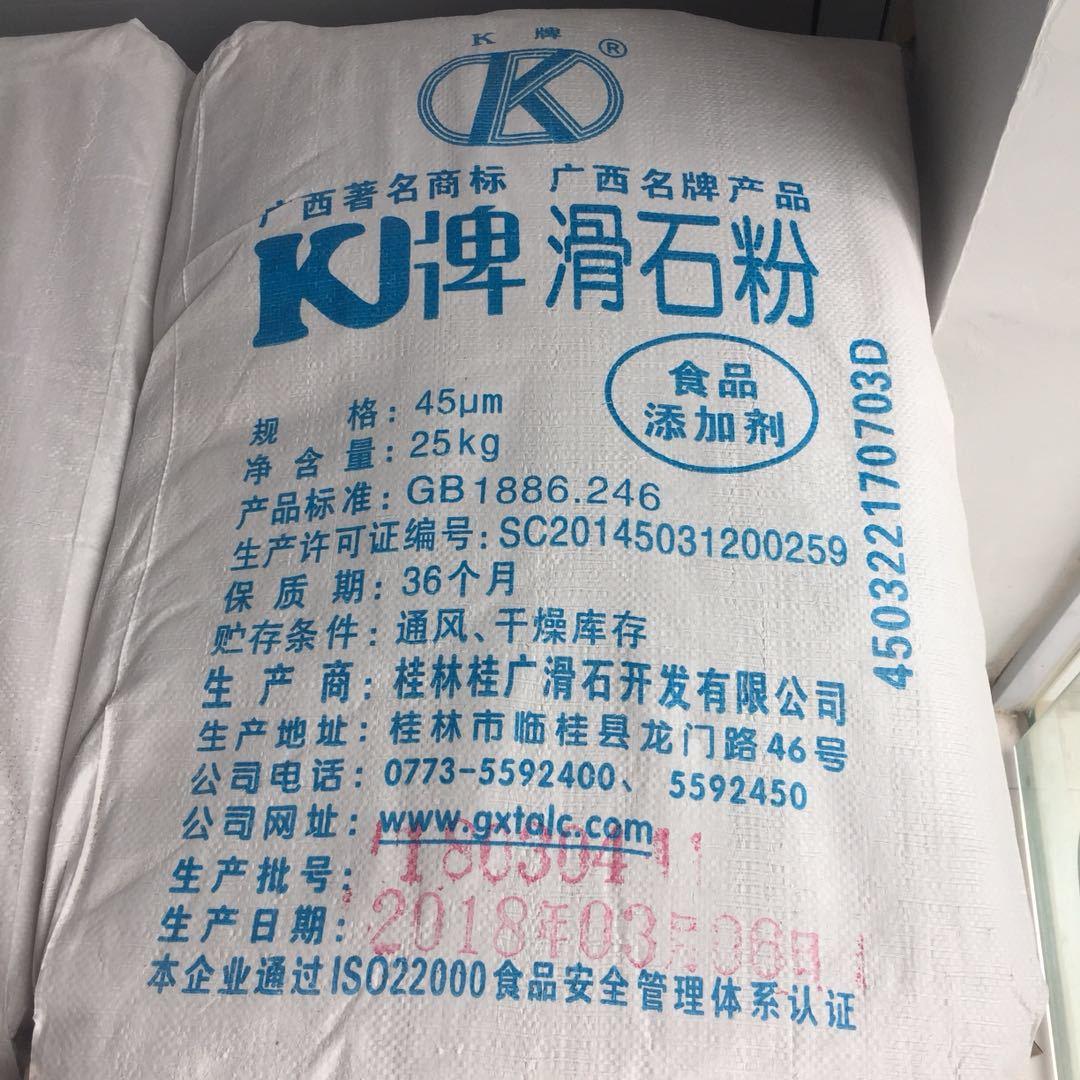 K 牌
K ®
广西著名商标 广西名牌产品
K牌滑石粉
食品
添加剂
规格: 45μm
净含量: 25kg
产品标准: GB1886.246
生产许可证编号: SC20145031200259
保质期: 36个月
贮存条件: 通风、干燥库存
生产商: 桂林桂广滑石开发有限公司
生产地址: 桂林市临桂县龙门路46号
公司电话: 0773-5592400、5592450
公司网址: www.gxtalc.com
生产批号:
生产日期: 2018年03月06日
本企业通过ISO22000食品安全管理体系认证
450322170703D